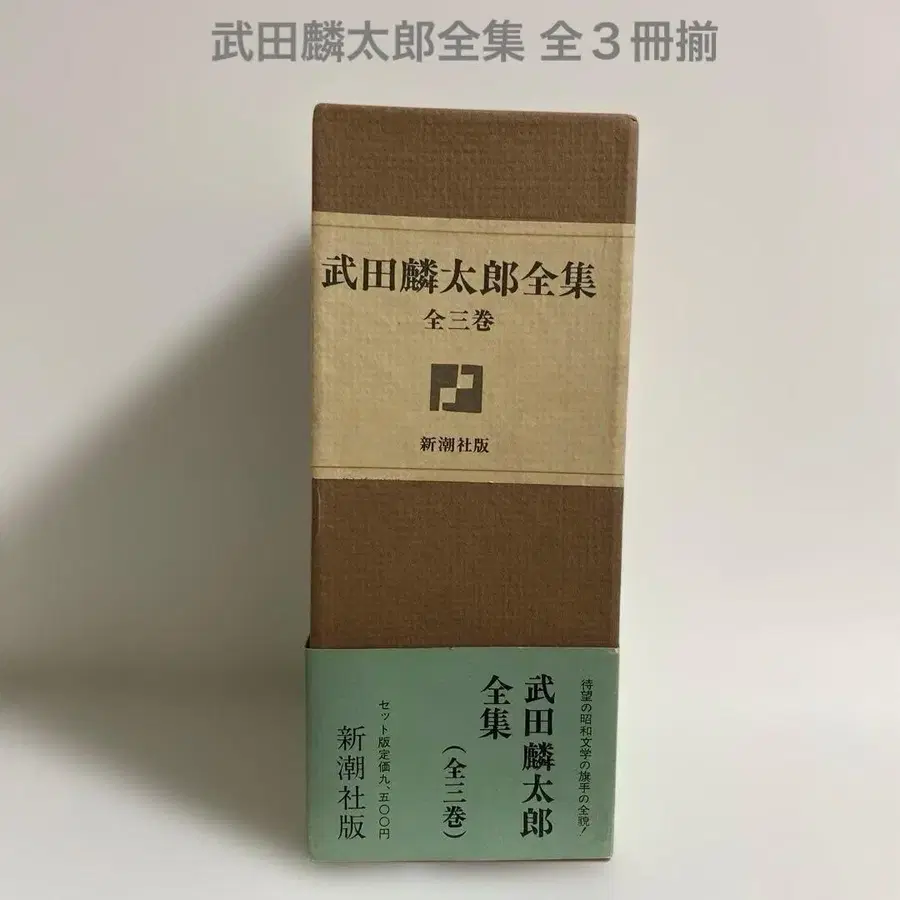 武田麟太郎全集 全３冊揃
武田麟太郎全集
全三巻
新潮社版
待望の昭和文学の旗手の全貌！
武田麟太郎
全集
（全三巻）
セット版定価九、五〇〇円
新潮社版